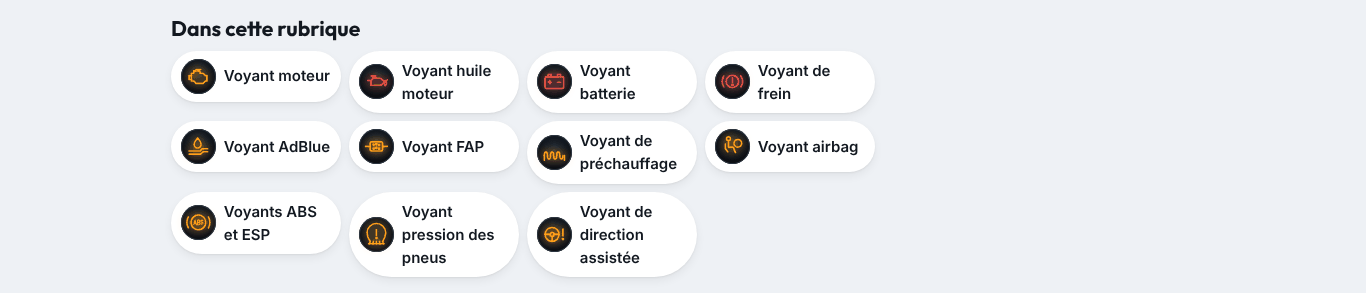 Dans cette rubrique
Voyant moteur
Voyant huile
moteur
Voyant
batterie
Voyant de
frein
Voyant AdBlue
Voyant FAP
Voyant de
préchauffage
Voyant airbag
ABS
Voyants ABS
et ESP
Voyant
pression des
pneus
Voyant de
direction
assistée